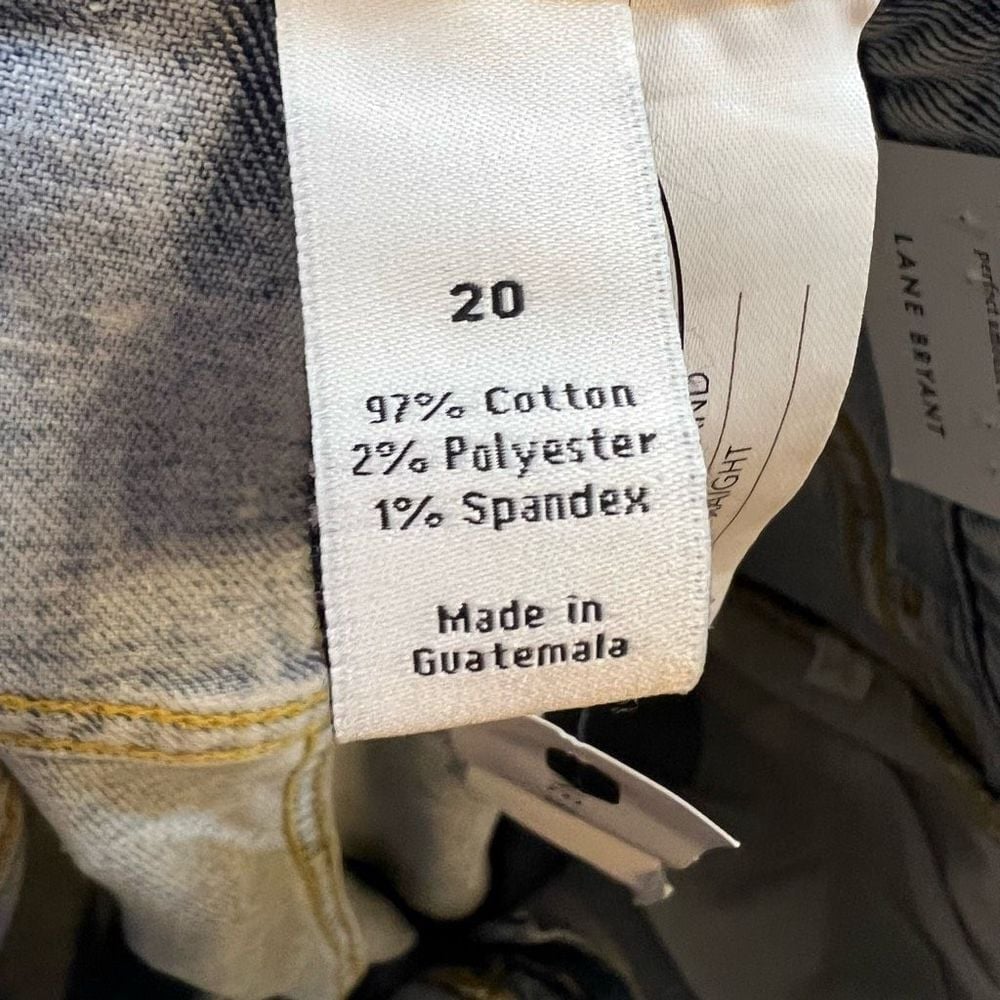 20
97% Cotton
2% Polyester
1% Spandex
Made in
Guatemala
LANE BRYANT